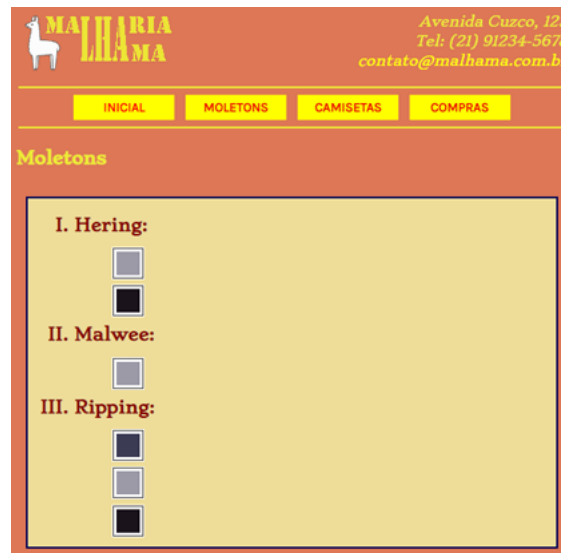 MALHARIA
LHAMA
Avenida Cuzco, 12
Tel: (21) 91234-567
contato@malhama.com.b
INICIAL MOLETONS CAMISETAS COMPRAS
Moletons
I. Hering:
II. Malwee:
III. Ripping: